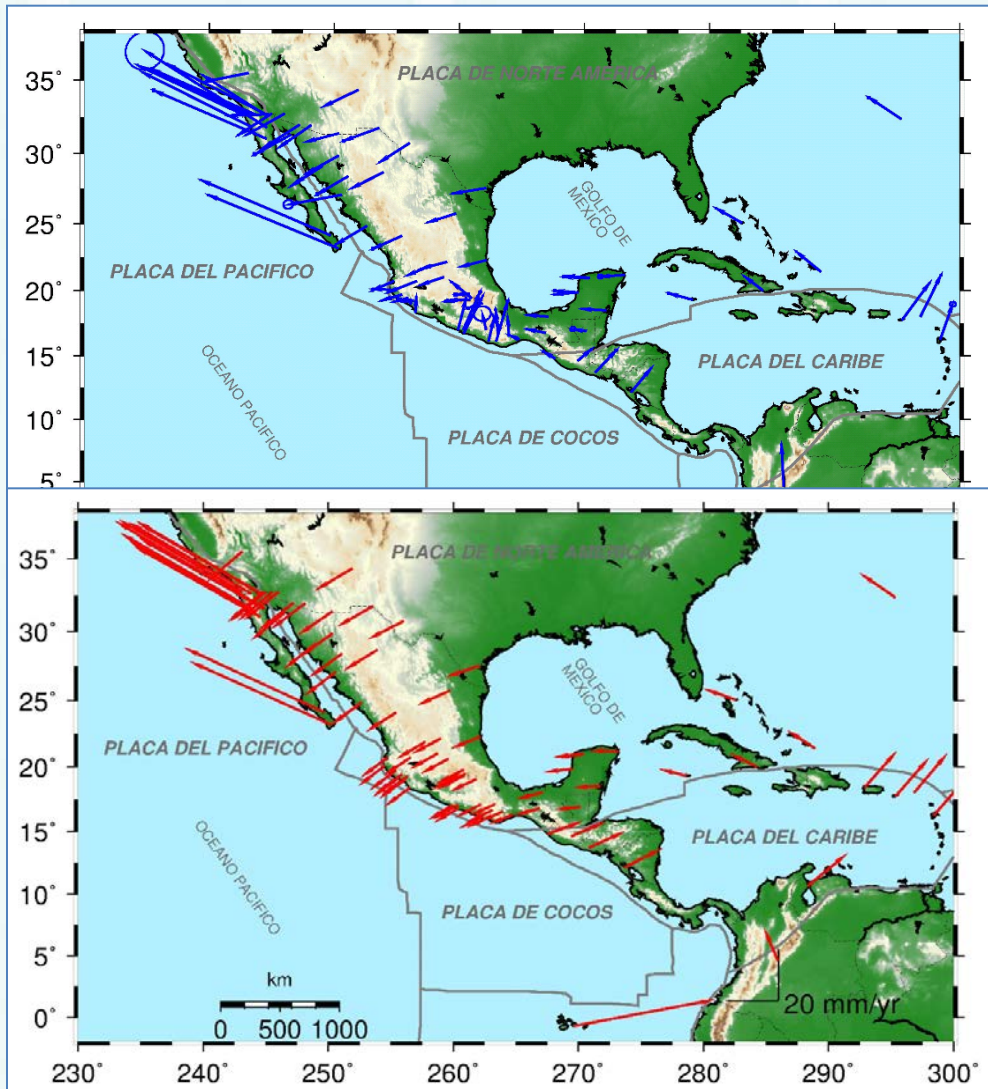 35°
30°
25°
20°
15°
10°
5°
PLACA DE NORTE AMERICA
GOLFO DE
MEXICO
PLACA DEL PACIFICO
PLACA DEL CARIBE
OCEANO PACIFICO
PLACA DE COCOS
35°
30°
25°
20°
15°
10°
5°
0°
PLACA DE NORTE AMERICA
GOLFO DE
MEXICO
PLACA DEL PACIFICO
PLACA DEL CARIBE
OCEANO PACIFICO
PLACA DE COCOS
km
0 500 1000
20 mm/yr
230 240 250 260 270 280 290 300